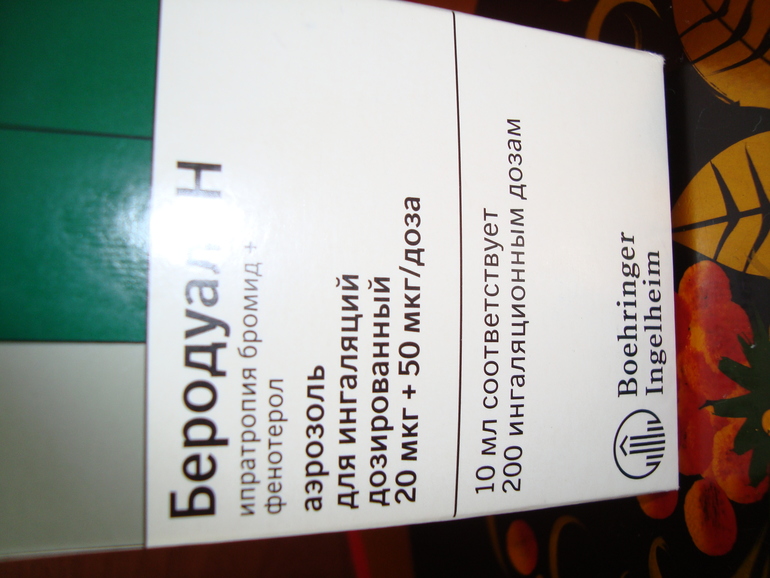 Беродуал Н
ипратропия бромид +
фенотерол
аэрозоль
для ингаляций
дозированный
20 мкг + 50 мкг/доза
10 мл соответствует
200 ингаляционным дозам
Boehringer
Ingelheim